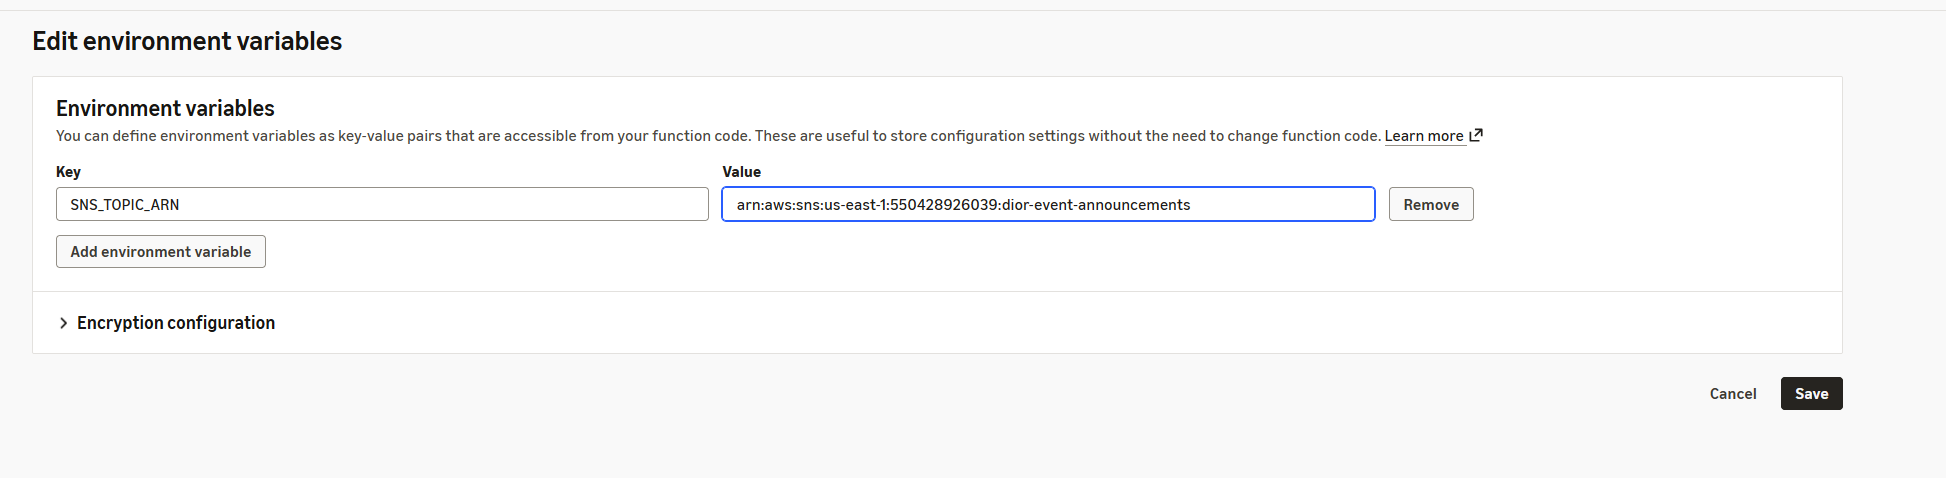 Edit environment variables
Environment variables
You can define environment variables as key-value pairs that are accessible from your function code. These are useful to store configuration settings without the need to change function code. Learn more
Key Value
SNS_TOPIC_ARN arn:aws:sns:us-east-1:550428926039:dior-event-announcements Remove
Add environment variable
Encryption configuration
Cancel Save